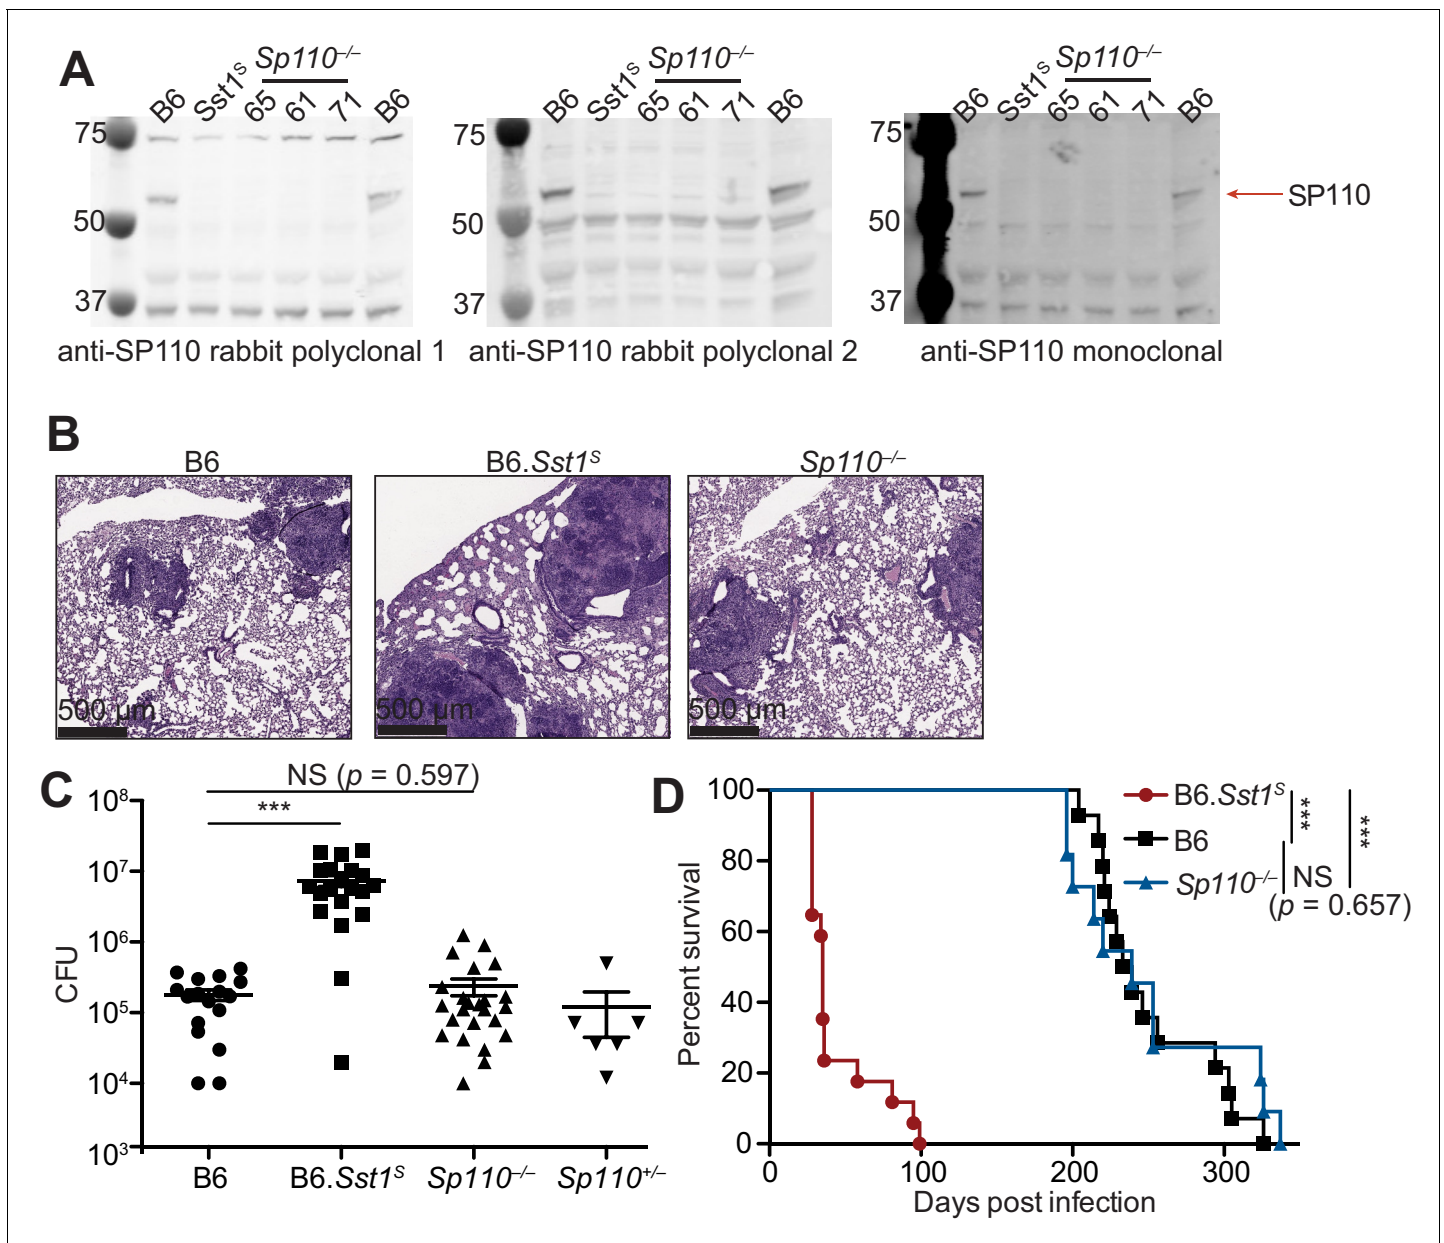 A
Sp110–/–
B6 Sst1S 65 61 71 B6
75
50
37
anti-SP110 rabbit polyclonal 1
Sp110–/–
B6 Sst1S 65 61 71 B6
75
50
37
anti-SP110 rabbit polyclonal 2
Sp110–/–
B6 Sst1S 65 61 71 B6
75
50
37
SP110
anti-SP110 monoclonal
B
B6
B6.Sst1S
Sp110–/–
500 µm
500 µm
500 µm
C
NS (p = 0.597)
***
CFU
10⁸
10⁷
10⁶
10⁵
10⁴
10³
B6 B6.Sst1S Sp110–/– Sp110+/–
D
Percent survival
100
80
60
40
20
0
0 100 200 300
Days post infection
B6.Sst1S
B6
Sp110–/–
***
***
NS
(p = 0.657)